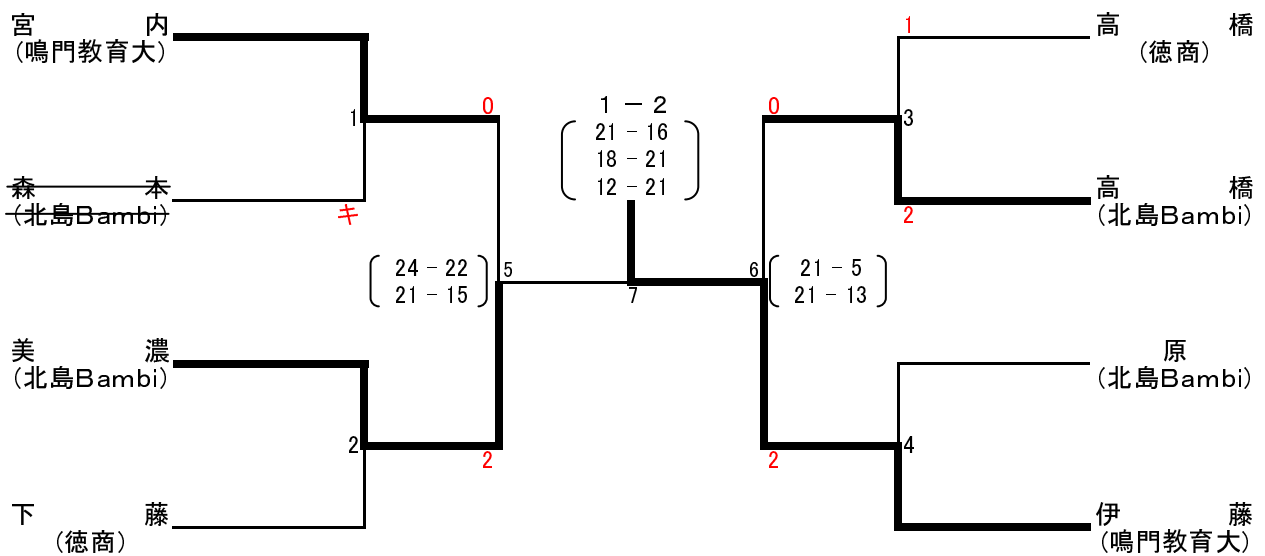 宮 内
(鳴門教育大)
森 本
(北島Bambi)
美 濃
(北島Bambi)
下 藤
(徳商)
1
キ
2
0
24 - 22
21 - 15
5
2
1 - 2
21 - 16
18 - 21
12 - 21
7
0
6
21 - 5
21 - 13
2
1
3
2
4
高 橋
(徳商)
高 橋
(北島Bambi)
原
(北島Bambi)
伊 藤
(鳴門教育大)